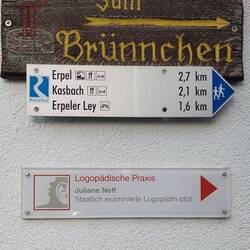 Zum
Brünnchen
Erpel 2,7 km
Kasbach 2,1 km
Erpeler Ley 1,6 km
Logopädische Praxis
Juliane Neff
Staatlich examinierte Logopädin (dbl)